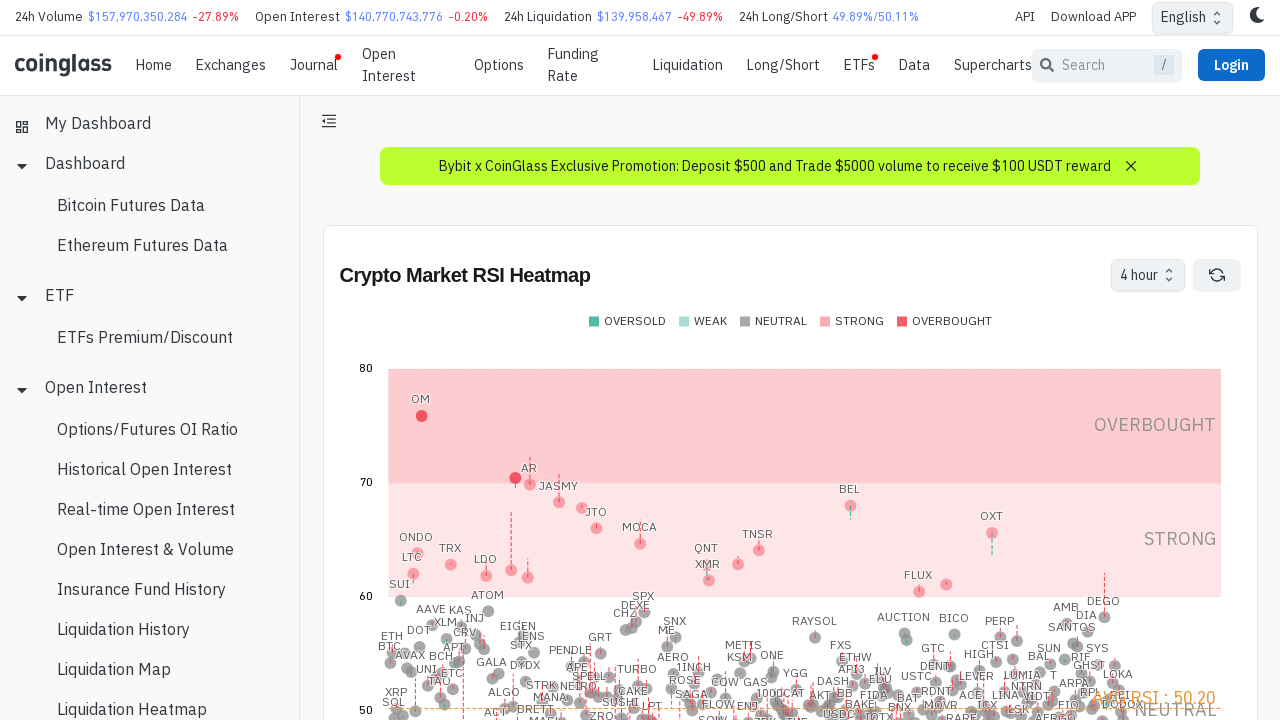 24h Volume $157,970,350,284 -27.89% Open Interest $140,770,743,776 -0.20% 24h Liquidation $139,958,467 -49.89% 24h Long/Short 49.89%/50.11% API Download APP English
coinglass Home Exchanges Journal Open Interest Options Funding Rate Liquidation Long/Short ETFs Data Supercharts Search / Login
My Dashboard
Dashboard
Bitcoin Futures Data
Ethereum Futures Data
ETF
ETFs Premium/Discount
Open Interest
Options/Futures OI Ratio
Historical Open Interest
Real-time Open Interest
Open Interest & Volume
Insurance Fund History
Liquidation History
Liquidation Map
Liquidation Heatmap
Bybit x CoinGlass Exclusive Promotion: Deposit $500 and Trade $5000 volume to receive $100 USDT reward
Crypto Market RSI Heatmap 4 hour
OVERSOLD WEAK NEUTRAL STRONG OVERBOUGHT
80
OM
OVERBOUGHT
AR
70
JASMY BEL
JTO OXT
MOCA
ONDO TNSR STRONG
LTC TRX QNT
LDO XMR
SUI FLUX
60 ATOM SPX DEGO
AAVE KAS DEXE AMB
CHZ DIA
XLM INJ SNX RAYSOL AUCTION BICO PERP
DOT CRV EIGEN ME SANTOS
ETH ENS GRT
BTC APT STX METIS FXS GTC CTSI SUN SYS
AVAX BCH PENDLE AERO KSM ONE ETHW HIGH BAL RIF
UNI ETC GALA DYDX APE TURBO 1INCH YGG API3 ILV DENT GHST
TAO SPELL ROSE COW GAS DASH ELU USTC LEVER LUMIA T LOKA
XRP ALGO STRK NEIRO CAKE SAGA 1000CAT AKT BB FIDA RDNT ACE LINA NTRN ARPA
SOL MANA SUSHI FLOW BAKE BAT MOVR VIDT RP AVG RSI : 50.20
50 ACT BRETT USDC BNX LSK FIO NEUTRAL
ZRO RARE AERGO